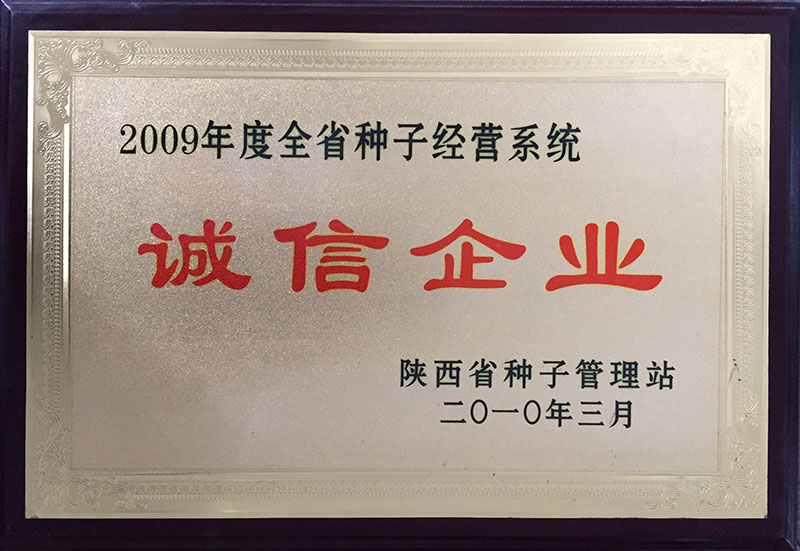 2009年度全省种子经营系统
诚信企业
陕西省种子管理站
二〇一〇年三月